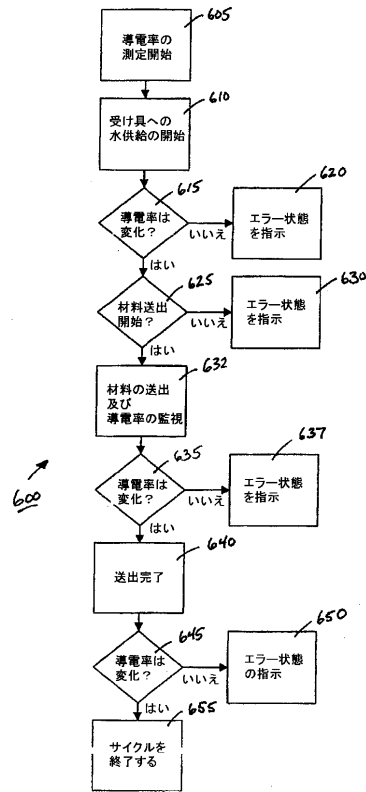 605
導電率の
測定開始
610
受け具への
水供給の開始
615
導電率は
変化？
いいえ
620
エラー状態
を指示
はい
625
材料送出
開始？
いいえ
630
エラー状態
を指示
はい
632
材料の送出
及び
導電率の監視
600
635
導電率は
変化？
いいえ
637
エラー状態
を指示
はい
640
送出完了
645
導電率は
変化？
いいえ
650
エラー状態
の指示
はい
655
サイクルを
終了する